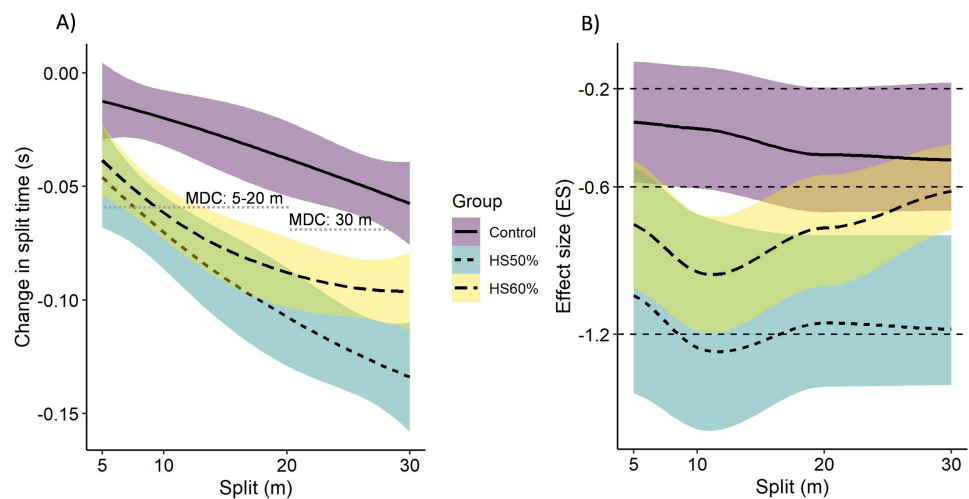 A)
Change in split time (s)
0.00
-0.05
-0.10
-0.15
MDC: 5-20 m
MDC: 30 m
5 10 20 30
Split (m)
Group
Control
HS50%
HS60%
B)
Effect size (ES)
-0.2
-0.6
-1.2
5 10 20 30
Split (m)